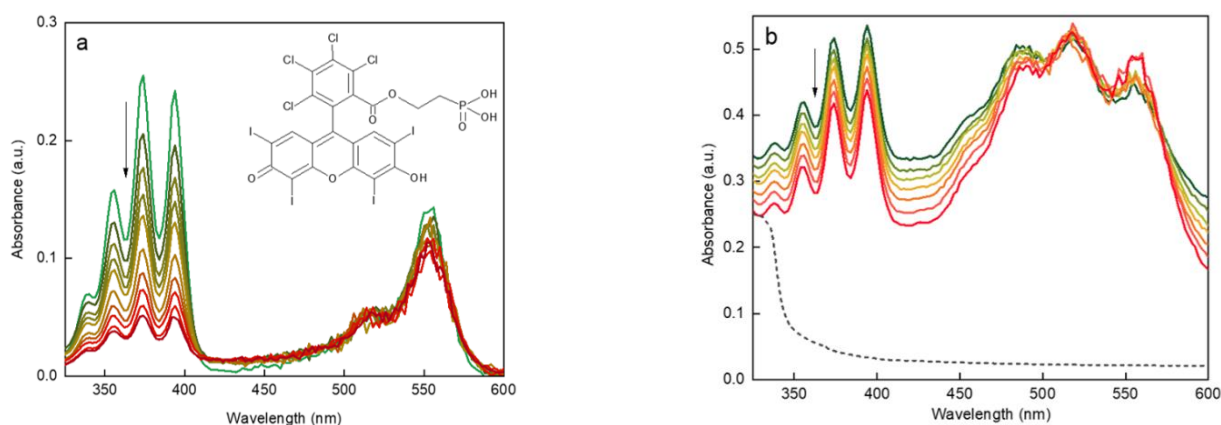 a
0.3
0.2
0.1
0.0
Absorbance (a.u.)
350 400 450 500 550 600
Wavelength (nm)
Cl
Cl
Cl
Cl
O
O
P
OH
OH
O
I
I
O
O
OH
I
I
b
0.5
0.4
0.3
0.2
0.1
0.0
Absorbance (a.u.)
350 400 450 500 550 600
Wavelength (nm)